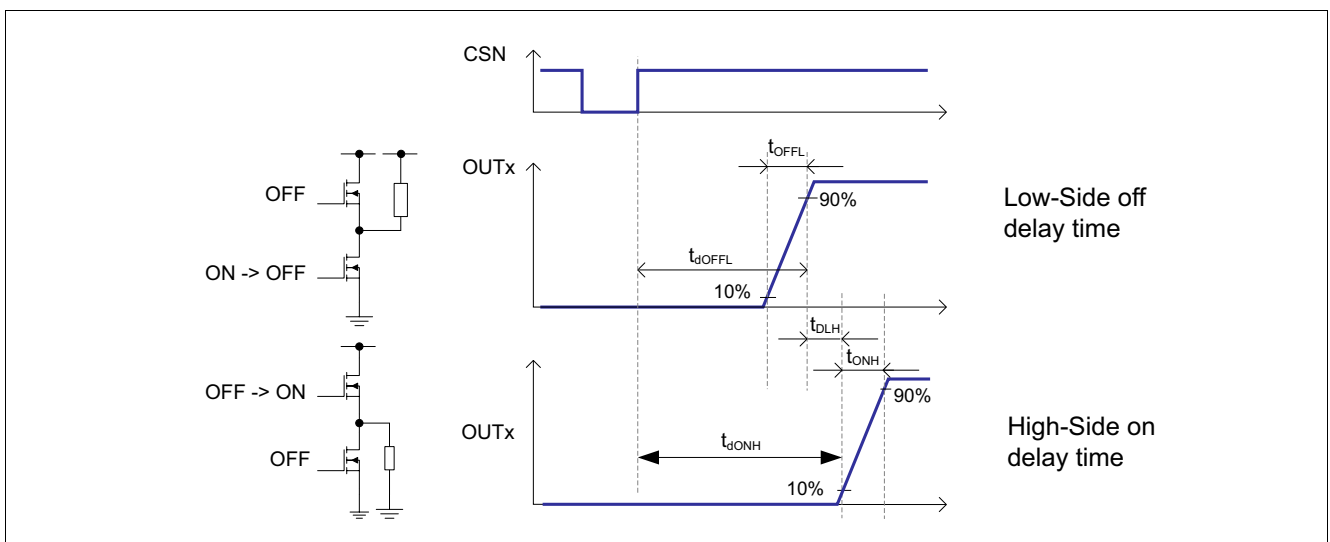 CSN
OUTx
tOFFL
90%
OFF
ON -> OFF
tdOFFL
10%
Low-Side off
delay time
tDLH
tONH
OFF -> ON
OFF
OUTx
90%
tdONH
10%
High-Side on
delay time